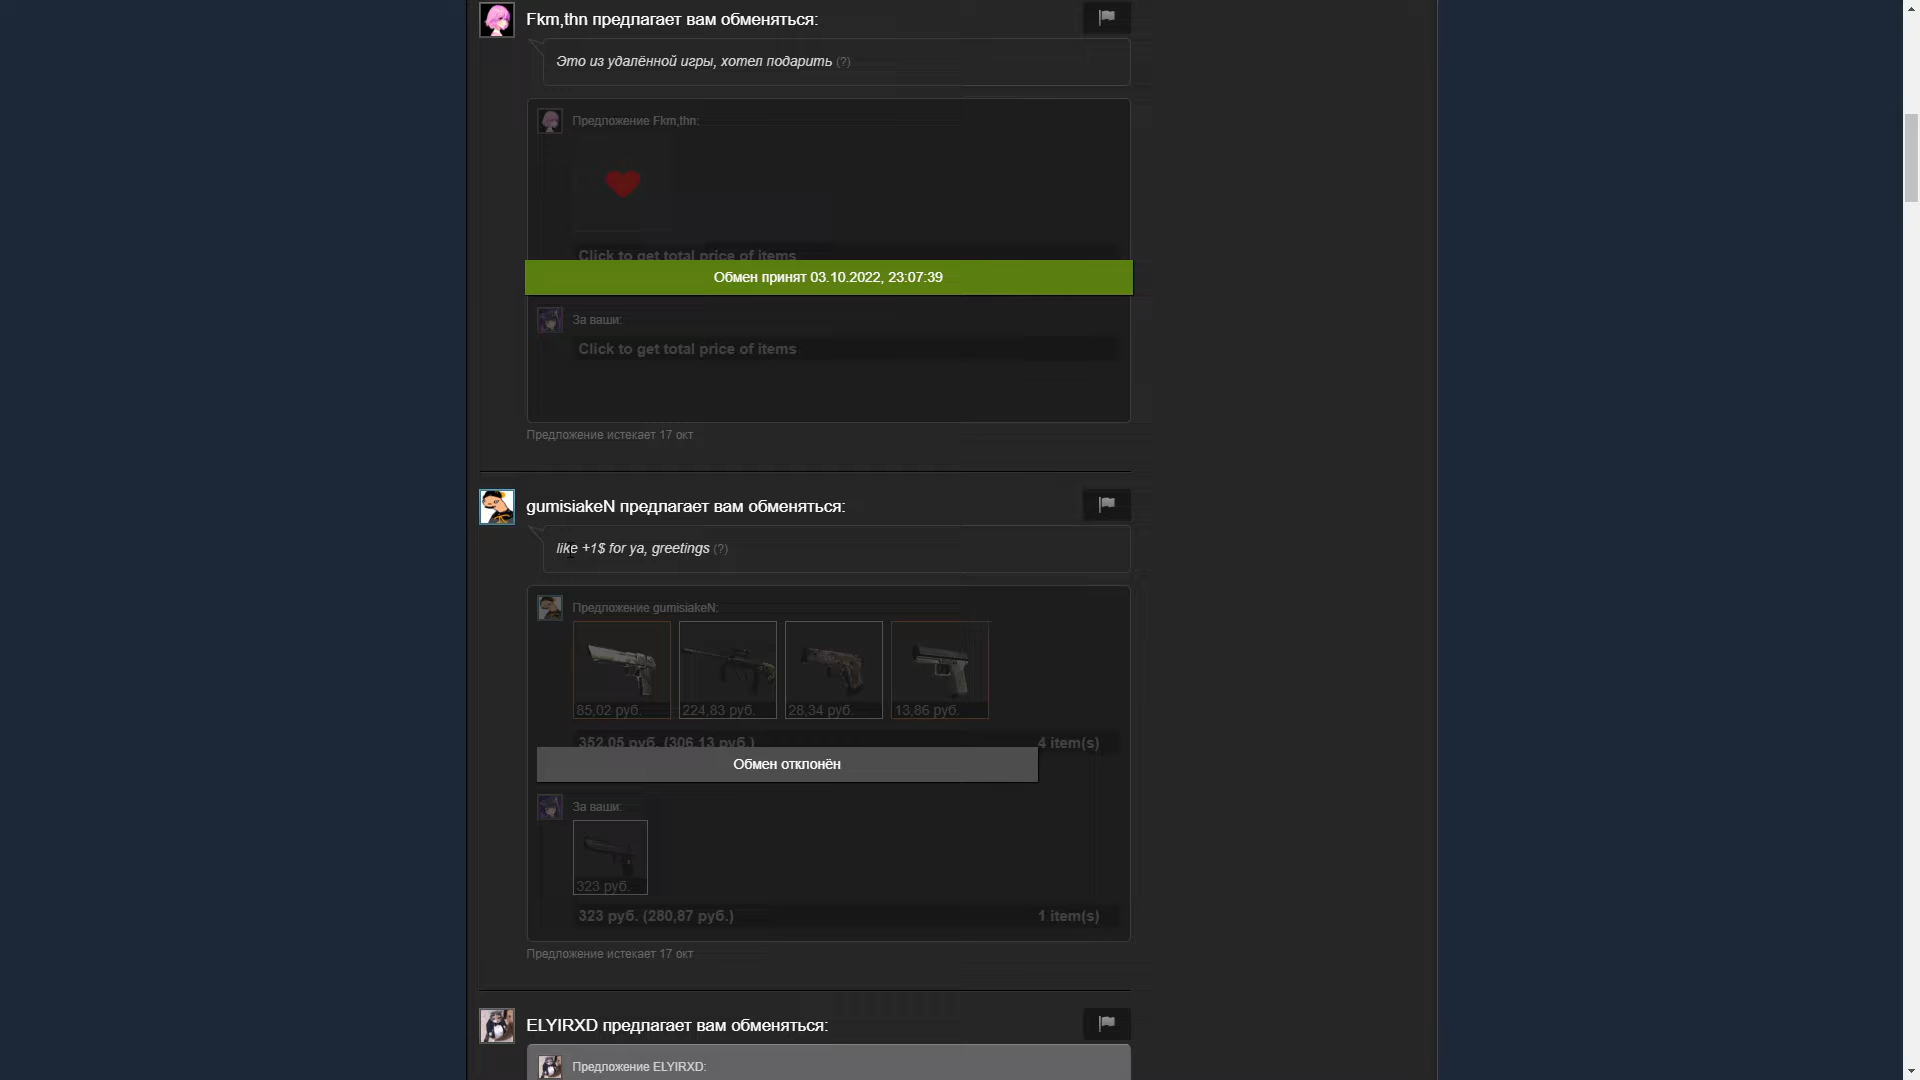 Fkm,thn предлагает вам обменяться:
Это из удалённой игры, хотел подарить (?)
Предложение Fkm,thn:
Click to get total price of items
Обмен принят 03.10.2022, 23:07:39
За ваши:
Click to get total price of items
Предложение истекает 17 окт
gumisiakeN предлагает вам обменяться:
like +1$ for ya, greetings (?)
Предложение gumisiakeN:
85,02 руб. 224,83 руб. 28,34 руб. 13,86 руб.
352,05 руб. (306,13 руб.) 4 item(s)
Обмен отклонён
За ваши:
323 руб.
323 руб. (280,87 руб.) 1 item(s)
Предложение истекает 17 окт
ELYIRXD предлагает вам обменяться:
Предложение ELYIRXD: